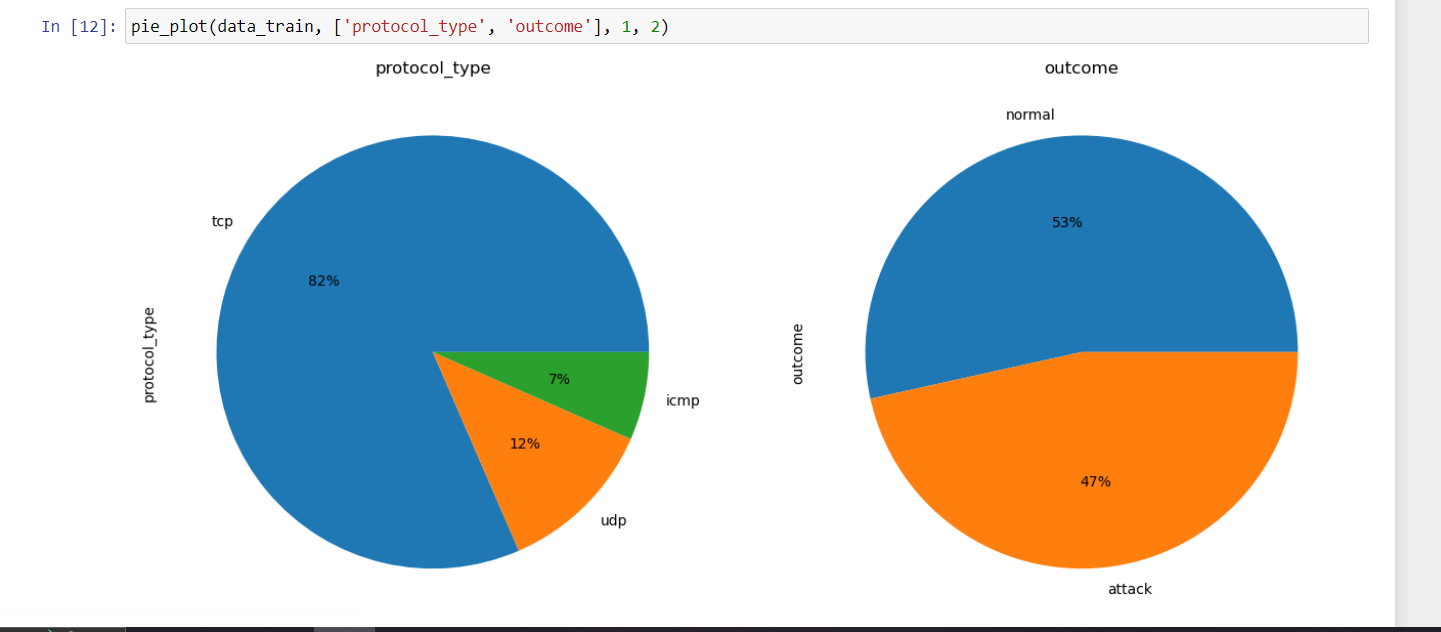 In [12]: pie_plot(data_train, ['protocol_type', 'outcome'], 1, 2)
protocol_type
tcp
82%
7%
icmp
12%
udp
protocol_type
outcome
normal
53%
47%
attack
outcome